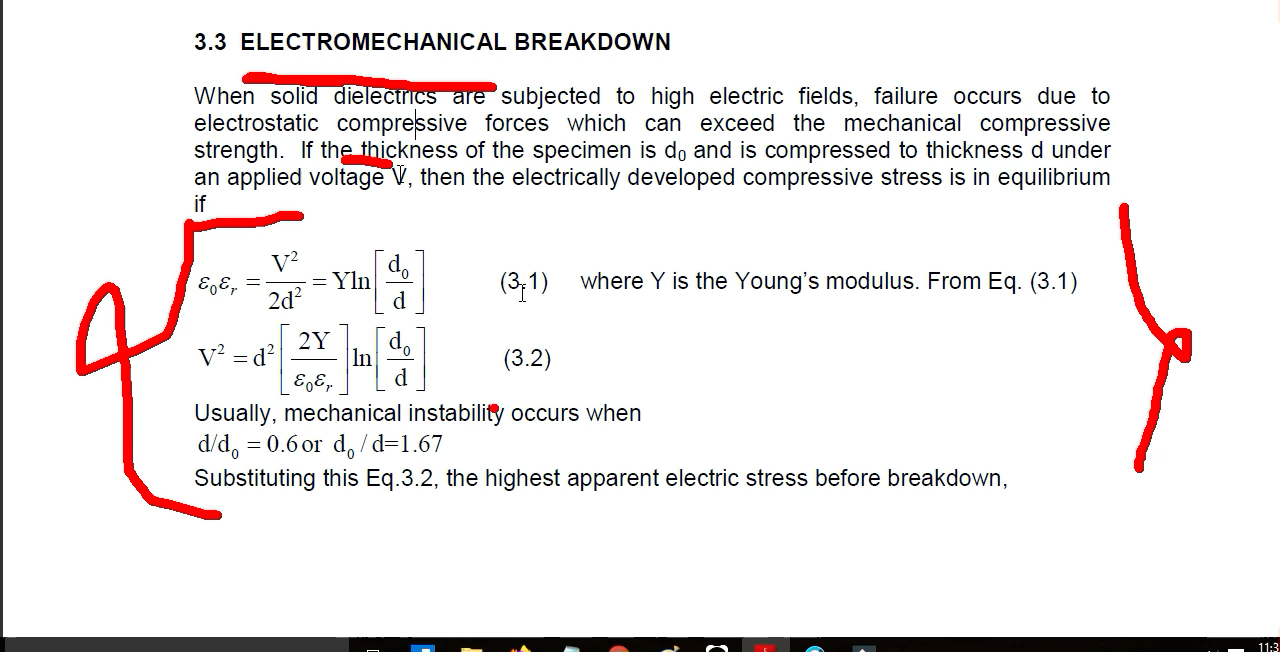 3.3 ELECTROMECHANICAL BREAKDOWN
When solid dielectrics are subjected to high electric fields, failure occurs due to
electrostatic compressive forces which can exceed the mechanical compressive
strength. If the thickness of the specimen is d₀ and is compressed to thickness d under
an applied voltage V, then the electrically developed compressive stress is in equilibrium
if
ε₀εᵣ = V²/2d² = Yln[d₀/d] (3.1) where Y is the Young's modulus. From Eq. (3.1)
V² = d²[2Y/ε₀εᵣ]ln[d₀/d] (3.2)
Usually, mechanical instability occurs when
d/d₀ = 0.6 or d₀/d=1.67
Substituting this Eq.3.2, the highest apparent electric stress before breakdown,